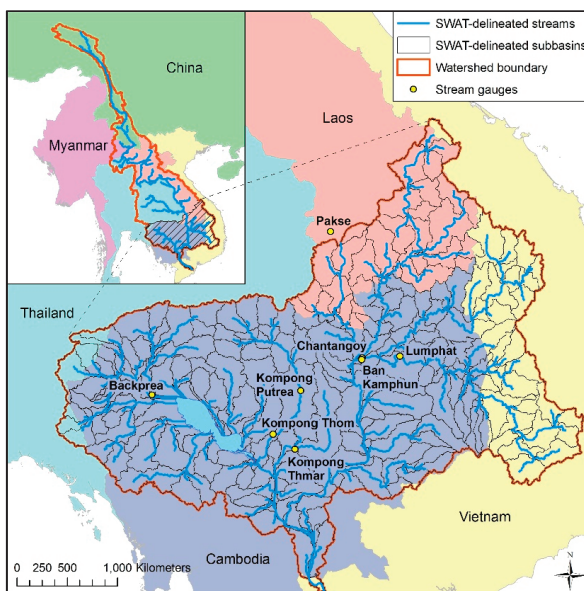 SWAT-delineated streams
SWAT-delineated subbasins
Watershed boundary
Stream gauges
China
Myanmar
Laos
Pakse
Thailand
Chantangoy
Lumphat
Ban
Kamphun
Backprea
Kompong
Putrea
Kompong Thom
Kompong
Thmar
Vietnam
Cambodia
0 250 500 1,000 Kilometers
N